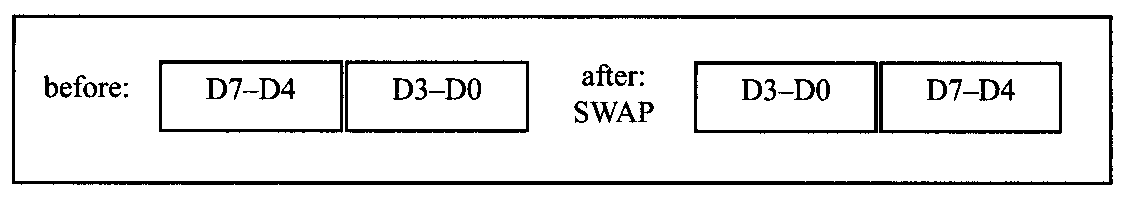 before: D7–D4 D3–D0 after: D3–D0 D7–D4
SWAP